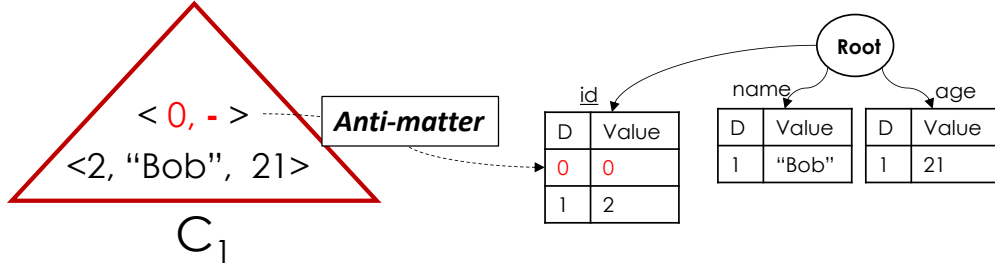 < 0, - >
<2, “Bob”, 21>
C1
Anti-matter
Root
id
D Value
0 0
1 2
name
D Value
1 “Bob”
age
D Value
1 21